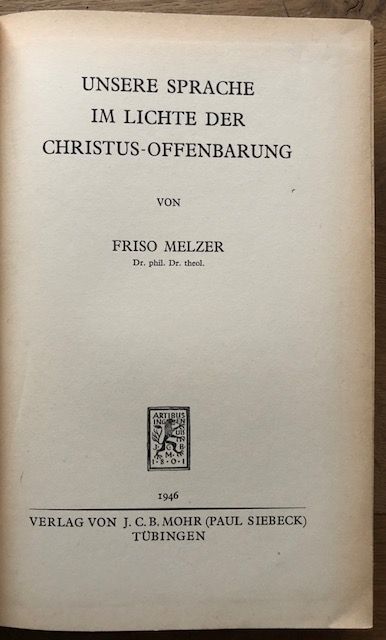 UNSERE SPRACHE
IM LICHTE DER
CHRISTUS-OFFENBARUNG
VON
FRISO MELZER
Dr. phil. Dr. theol.
ARTIBUS
1801
1946
VERLAG VON J. C. B. MOHR (PAUL SIEBECK)
TÜBINGEN